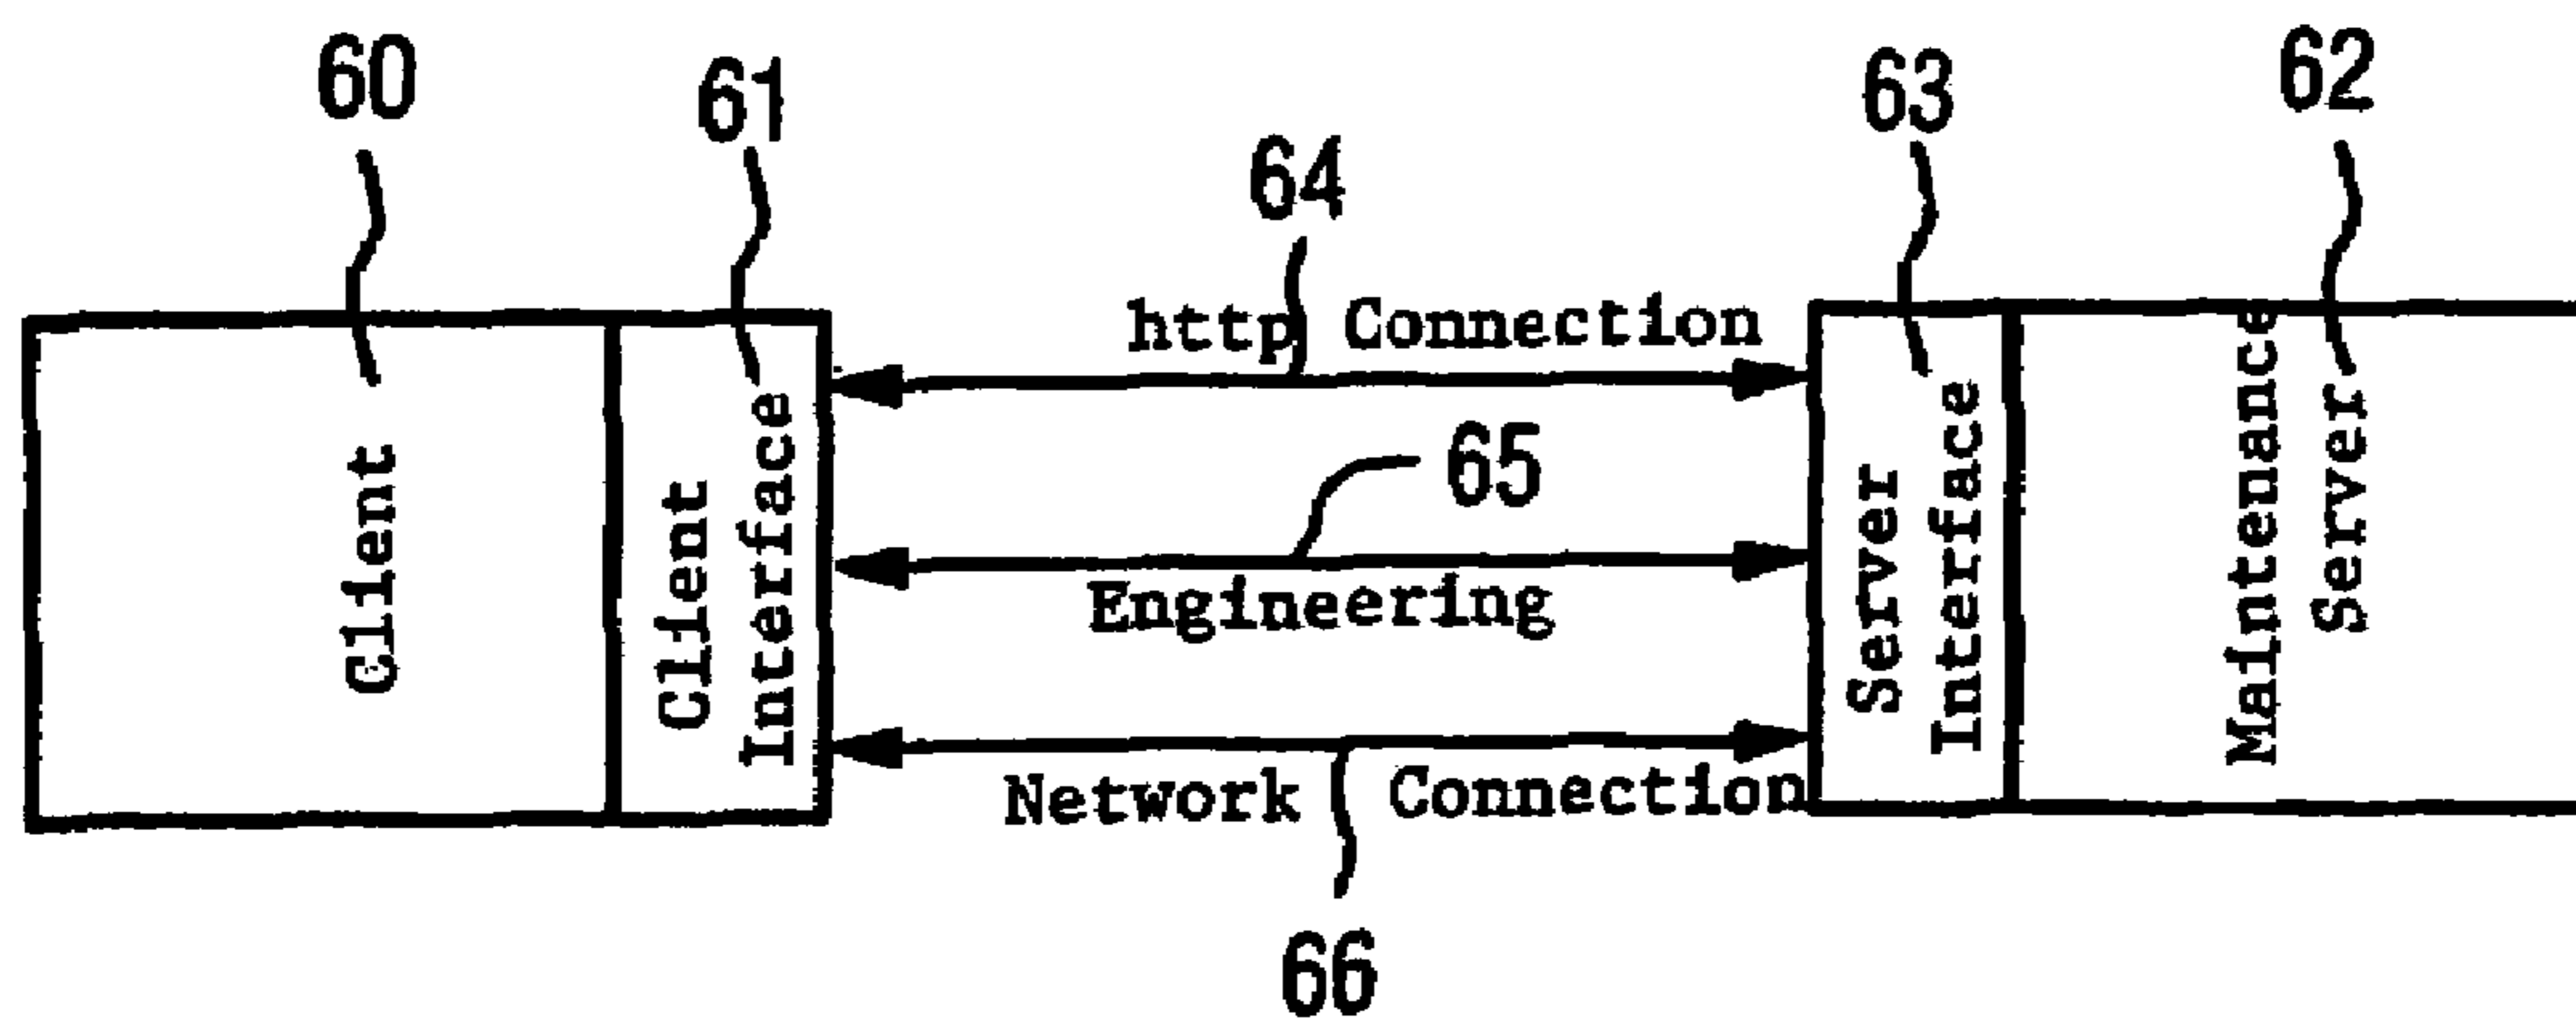 60
61
63
62
64
http Connection
65
Engineering
Network Connection
66
Client
Client
Interface
Server
Interface
Maintenance
Server